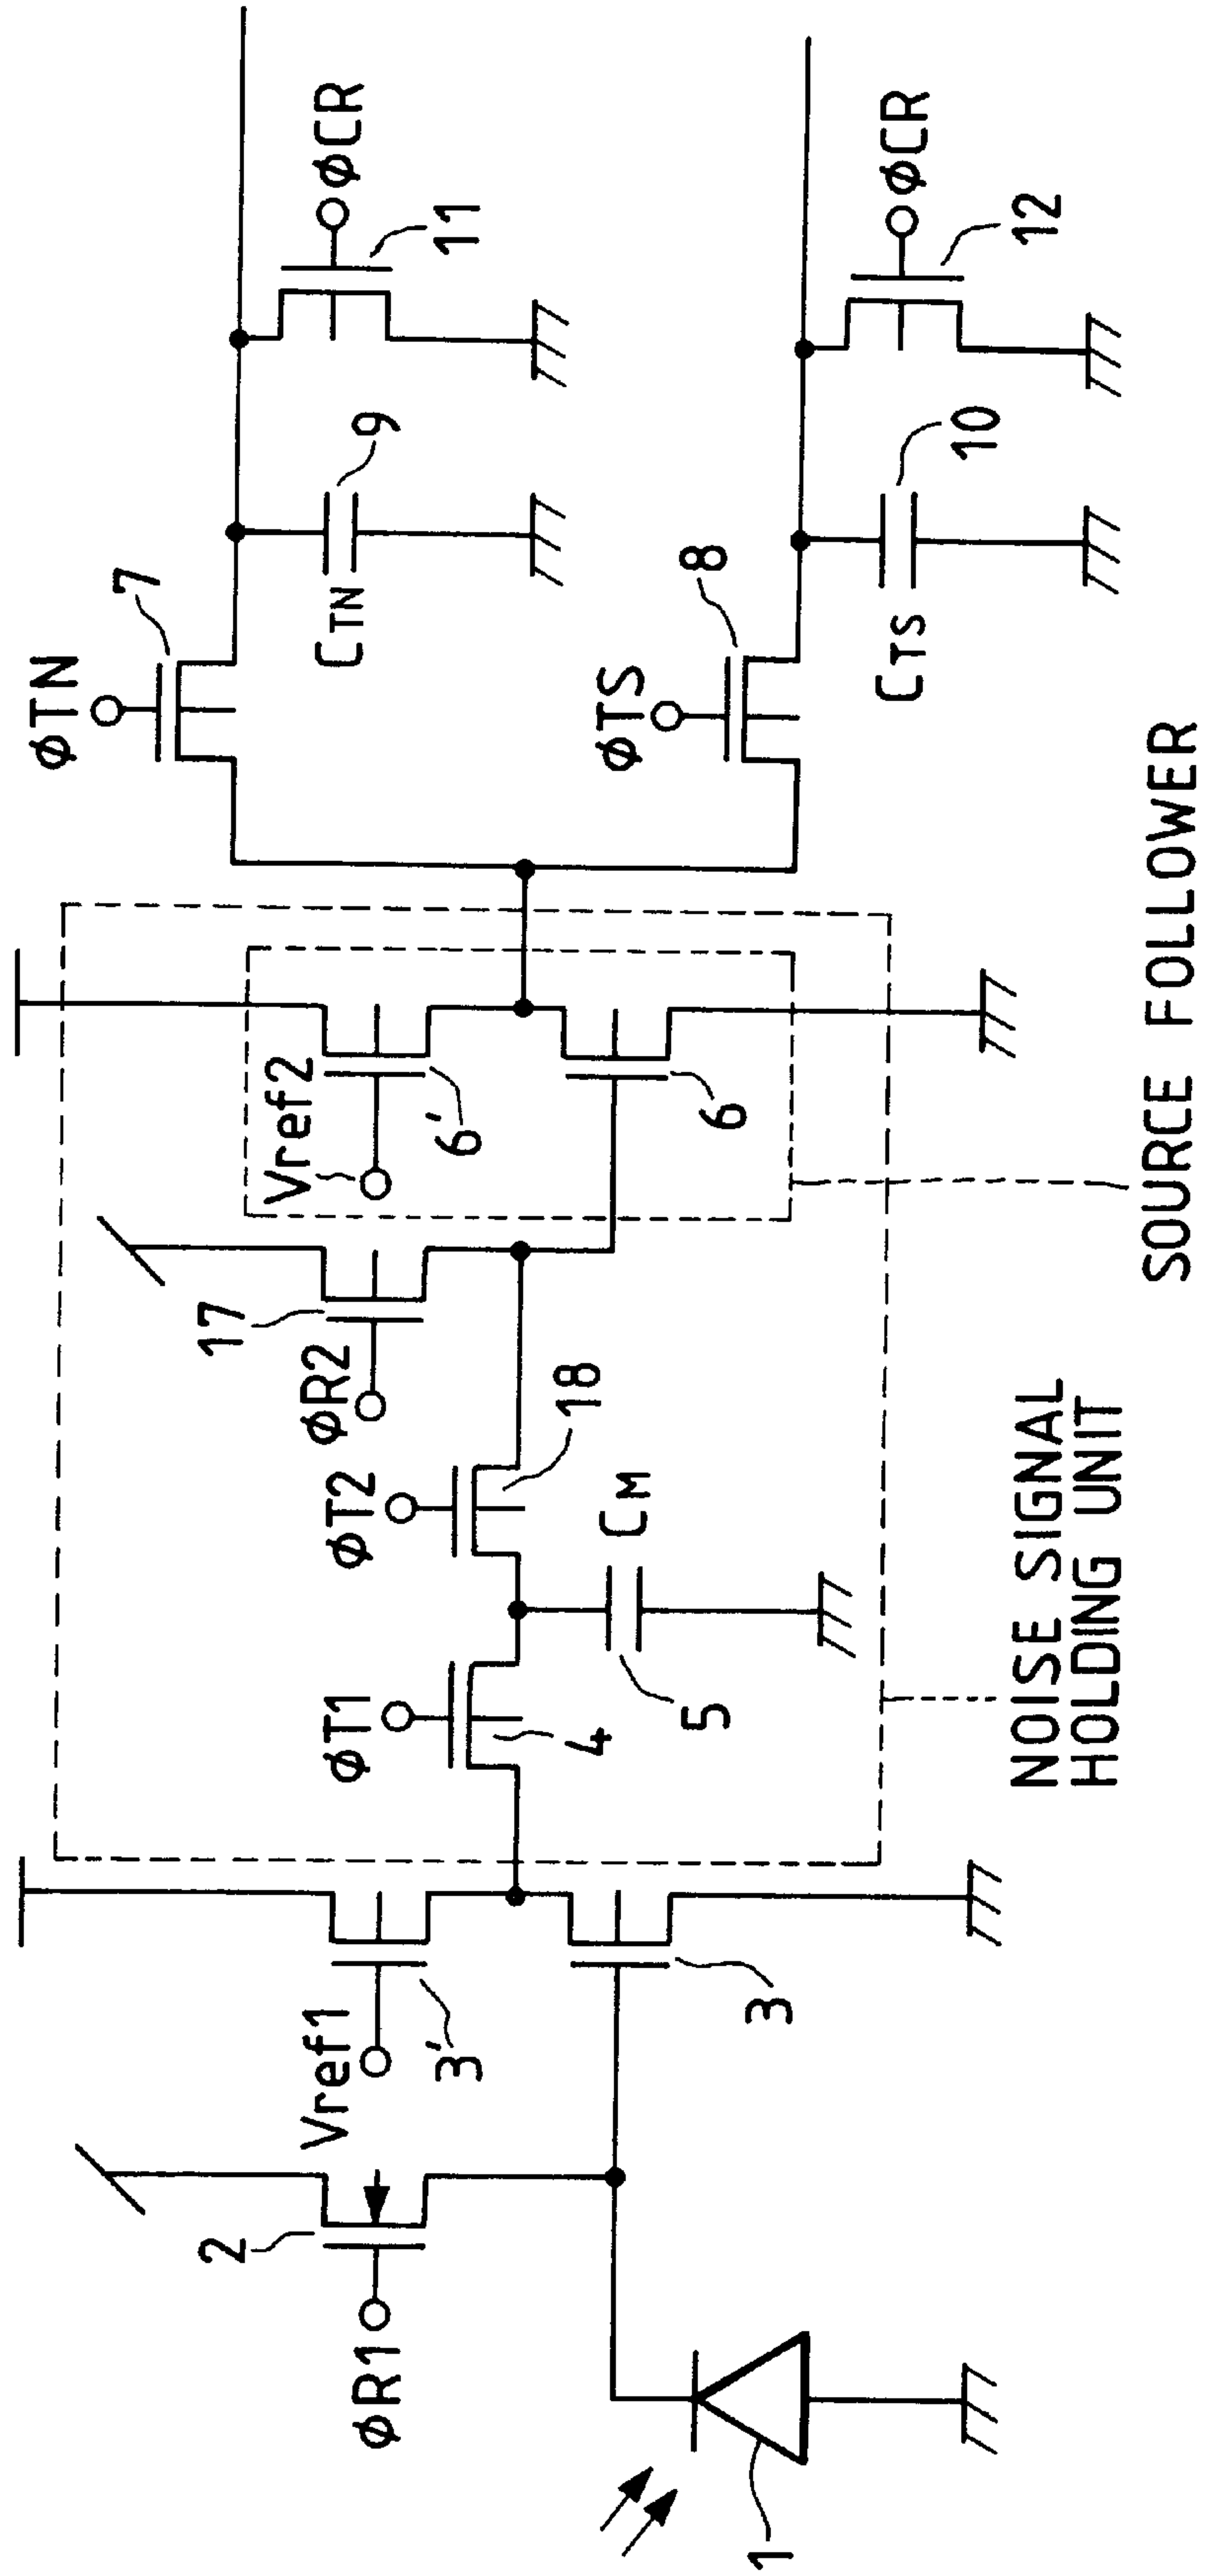 φR1
2
1
Vref1
3'
3
φT1
4
5
CM
φT2
18
φR2
17
Vref2
6'
6
NOISE SIGNAL
HOLDING UNIT
SOURCE FOLLOWER
φTN
7
CTN
9
φCR
11
φTS
8
CTS
10
φCR
12